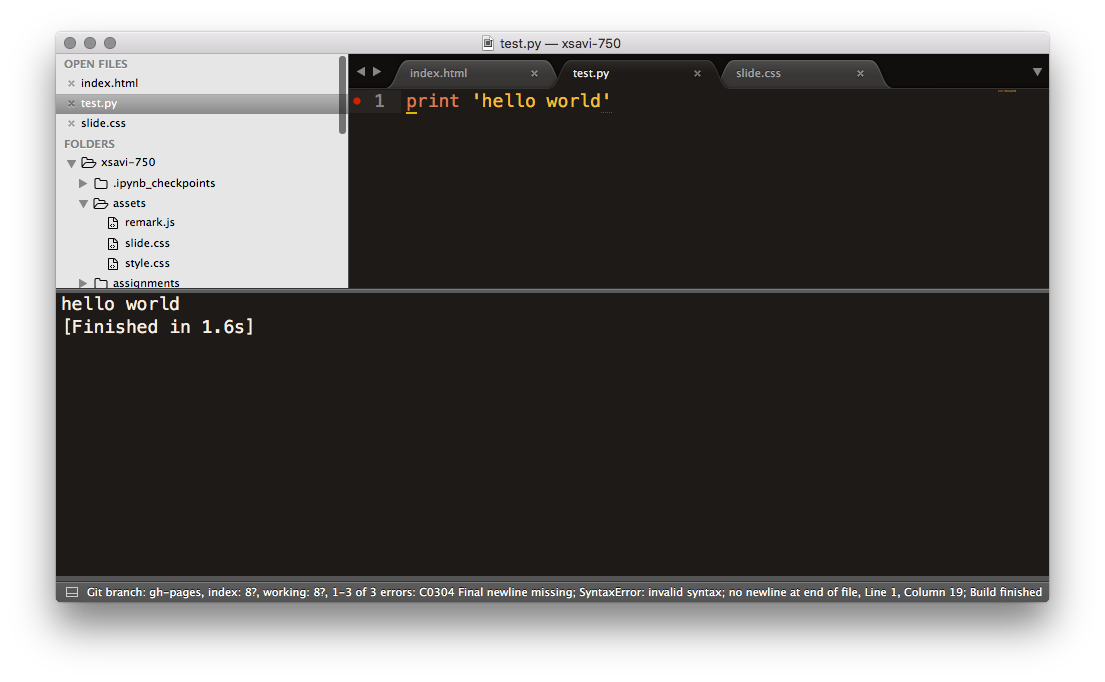 test.py — xsavi-750
OPEN FILES
index.html
test.py
slide.css
FOLDERS
xsavi-750
.ipynb_checkpoints
assets
remark.js
slide.css
style.css
assignments
index.html
test.py
slide.css
1 print 'hello world'
hello world
[Finished in 1.6s]
Git branch: gh-pages, index: 8?, working: 8?, 1-3 of 3 errors: C0304 Final newline missing; SyntaxError: invalid syntax; no newline at end of file, Line 1, Column 19; Build finished